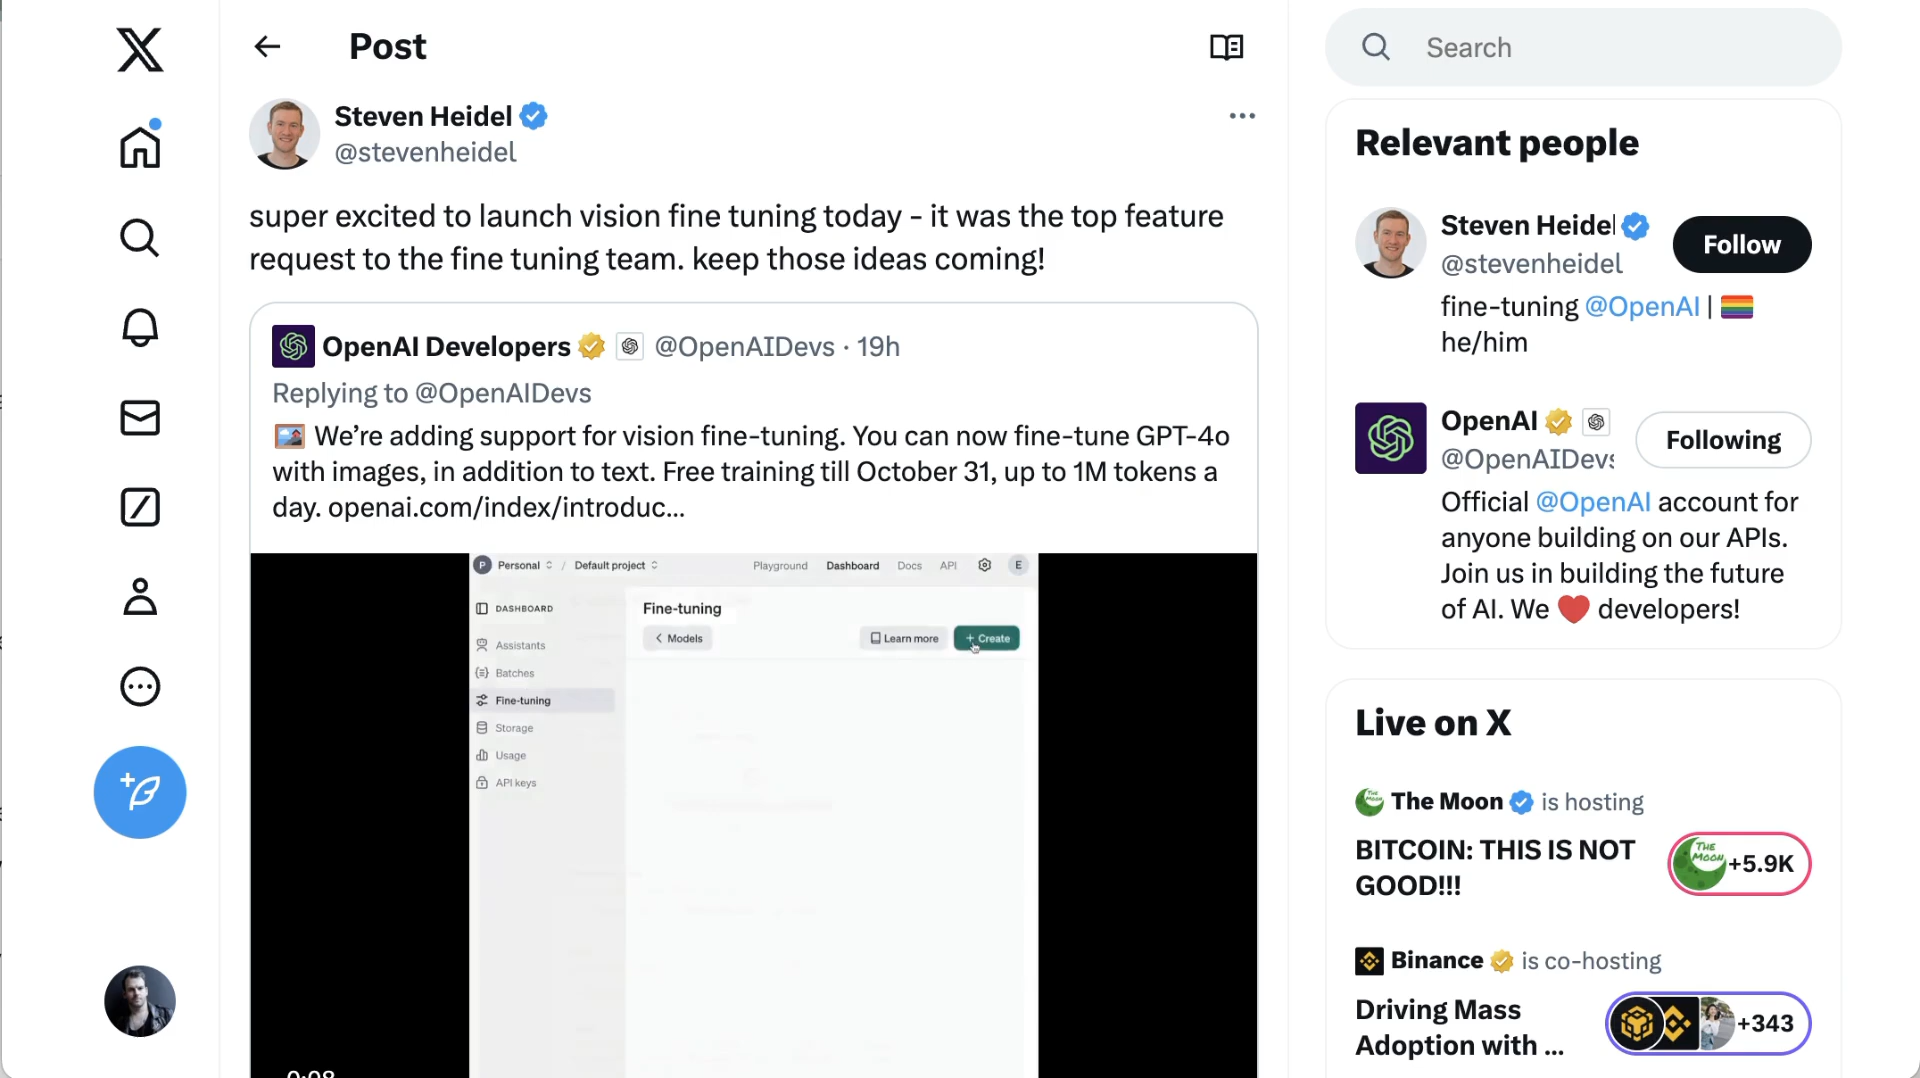 Post
Steven Heidel
@stevenheidel
super excited to launch vision fine tuning today - it was the top feature
request to the fine tuning team. keep those ideas coming!
OpenAI Developers @OpenAIDevs · 19h
Replying to @OpenAIDevs
We’re adding support for vision fine-tuning. You can now fine-tune GPT-4o
with images, in addition to text. Free training till October 31, up to 1M tokens a
day. openai.com/index/introduc...
P Personal / Default project
Playground Dashboard Docs API E
DASHBOARD
Assistants
Batches
Fine-tuning
Storage
Usage
API keys
Fine-tuning
Models
Learn more
+ Create
Search
Relevant people
Steven Heidel
@stevenheidel
Follow
fine-tuning @OpenAI |
he/him
OpenAI
@OpenAIDevs
Following
Official @OpenAI account for
anyone building on our APIs.
Join us in building the future
of AI. We developers!
Live on X
The Moon is hosting
BITCOIN: THIS IS NOT
GOOD!!!
THE
MOON
+5.9K
Binance is co-hosting
Driving Mass
Adoption with ...
+343